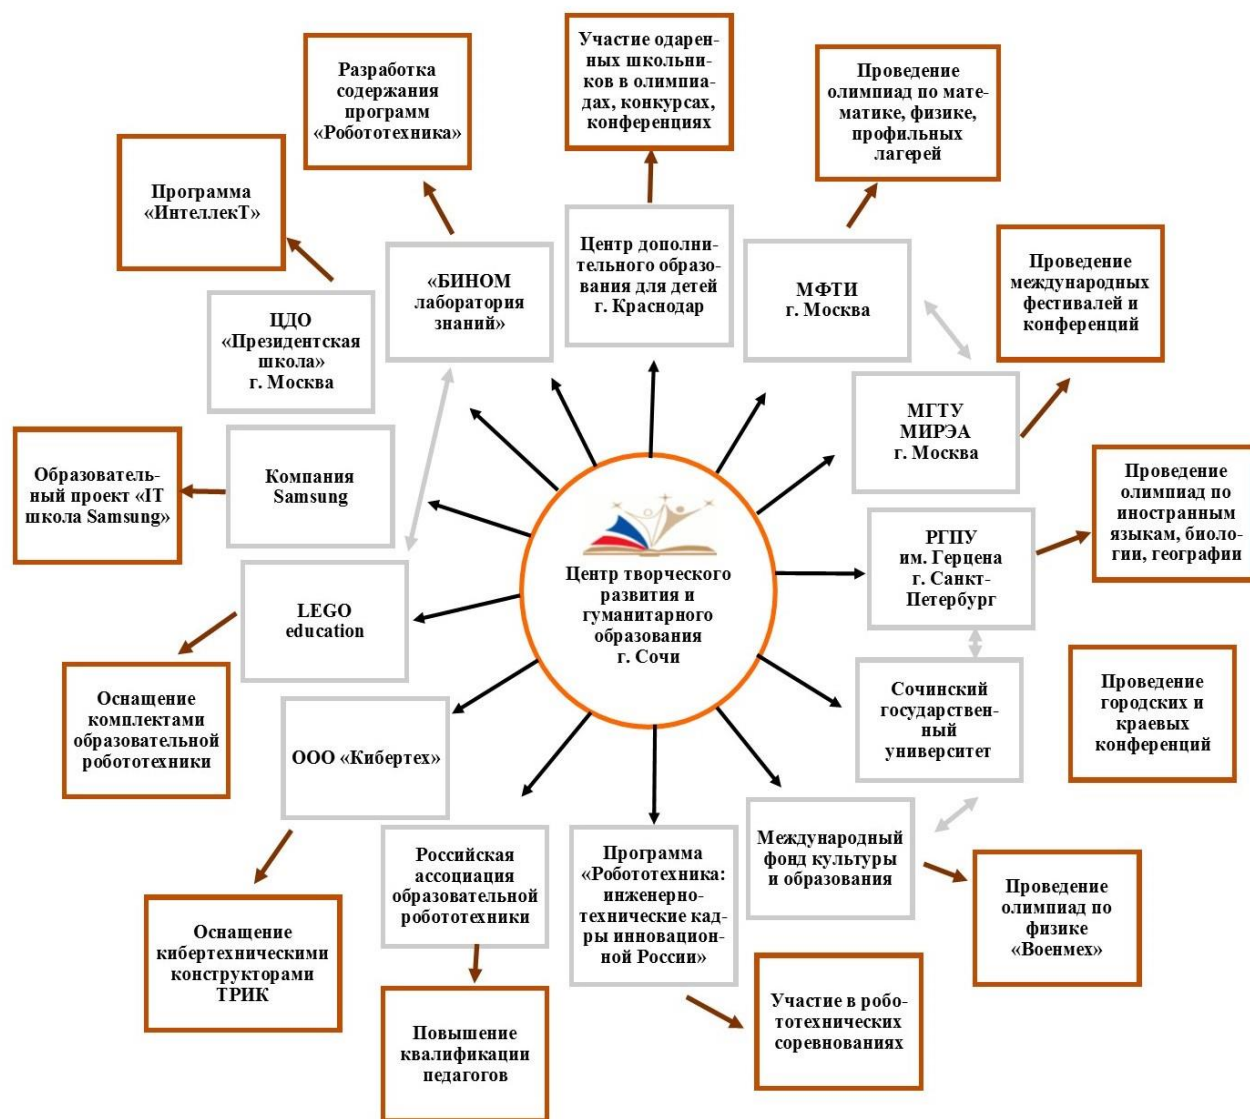 Участие одарен-
ных школьни-
ков в олимпиа-
дах, конкурсах,
конференциях
Разработка
содержания
программ
«Робототехника»
Проведение
олимпиад по мате-
матике, физике,
профильных
лагерей
Программа
«ИнтеллекТ»
Центр дополни-
тельного образо-
вания для детей
г. Краснодар
«БИНОМ
лаборатория
знаний»
МФТИ
г. Москва
Проведение
международных
фестивалей и
конференций
ЦДО
«Президентская
школа»
г. Москва
МГТУ
МИРЭА
г. Москва
Образователь-
ный проект «IT
школа Samsung»
Компания
Samsung
Проведение
олимпиад по
иностранным
языкам, биоло-
гии, географии
РГПУ
им. Герцена
г. Санкт-
Петербург
Центр творческого
развития и
гуманитарного
образования
г. Сочи
LEGO
education
Оснащение
комплектами
образовательной
робототехники
Сочинский
государствен-
ный
университет
Проведение
городских и
краевых
конференций
ООО «Кибертех»
Российская
ассоциация
образовательной
робототехники
Программа
«Робототехника:
инженерно-
технические кад-
ры инновацион-
ной России»
Международный
фонд культуры
и образования
Проведение
олимпиад по
физике
«Военмех»
Оснащение
кибертехническими
конструкторами
ТРИК
Повышение
квалификации
педагогов
Участие в робо-
тотехнических
соревнованиях